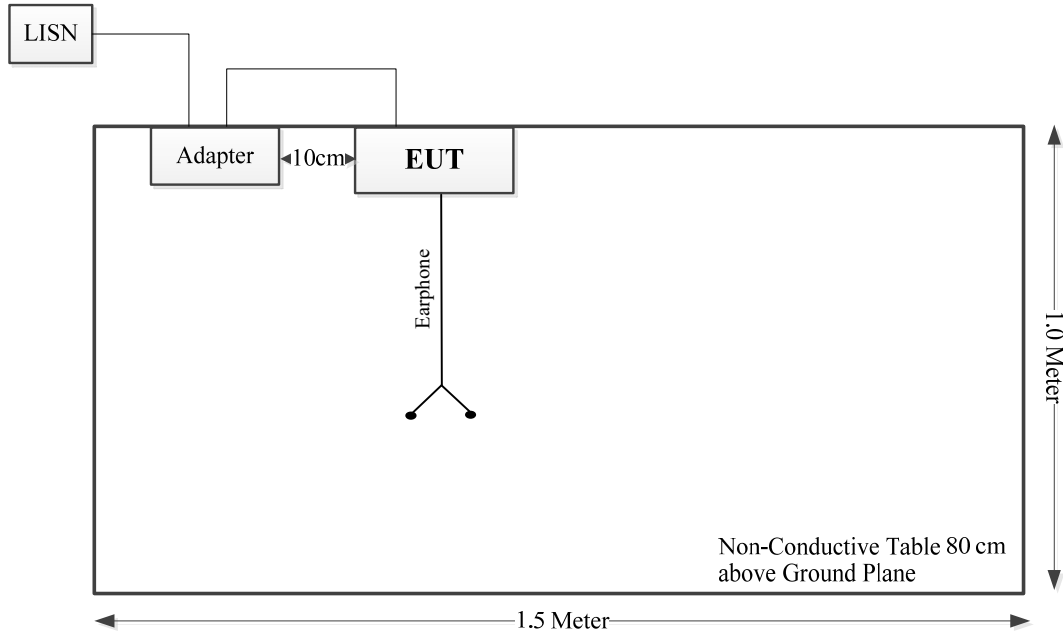 LISN
Adapter
10cm
EUT
Earphone
1.0 Meter
Non-Conductive Table 80 cm
above Ground Plane
1.5 Meter